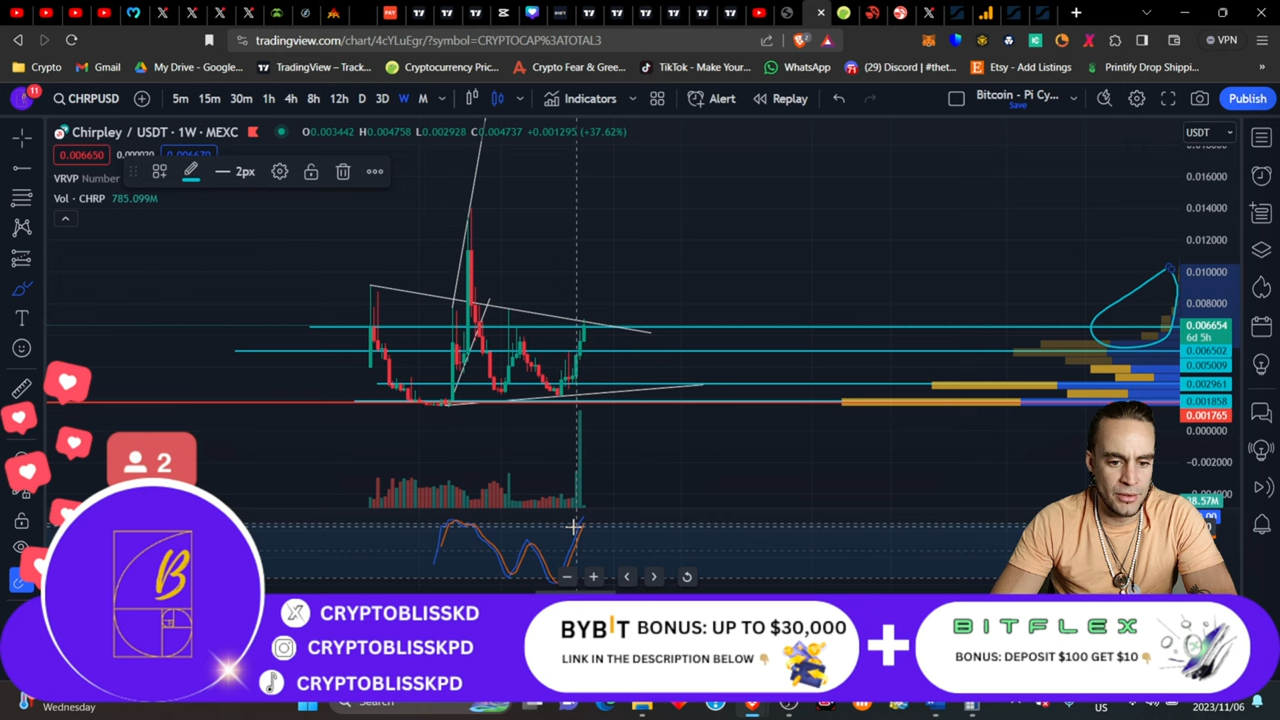 tradingview.com/chart/4cYLuEgr/?symbol=CRYPTOCAP%3ATOTAL3
VPN
Crypto
Gmail
My Drive - Google...
TradingView – Track...
Cryptocurrency Pric...
Crypto Fear & Gree...
TikTok - Make Your...
WhatsApp
(29) Discord | #thet...
Etsy - Add Listings
Printify Drop Shippi...
11
CHRPUSD
5m 15m 30m 1h 4h 8h 12h D 3D W M
Indicators
Alert
Replay
Bitcoin - Pi Cy...
Save
Publish
Chirpley / USDT · 1W · MEXC
O0.003442 H0.004758 L0.002928 C0.004737 +0.001295 (+37.62%)
USDT
0.006650
2px
VRVP Number
Vol · CHRP 785.099M
0.016000
0.014000
0.012000
0.010000
0.008000
0.006654
6d 5h
0.006502
0.005009
0.002961
0.001858
0.001765
0.000000
−0.002000
2
B
CRYPTOBLISSKD
CRYPTOBLISSKPD
CRYPTOBLISSKPD
BYBIT BONUS: UP TO $30,000
LINK IN THE DESCRIPTION BELOW
BITFLEX
BONUS: DEPOSIT $100 GET $10
Wednesday
Search
US
2023/11/06